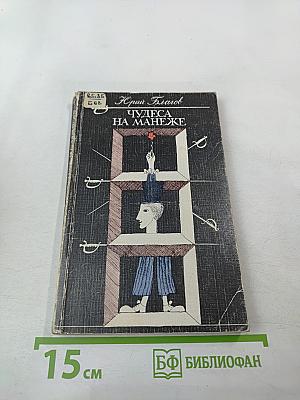 Юрий Благов
ЧУДЕСА
НА МАНЕЖЕ
15 см
БФ БИБЛИОФАН